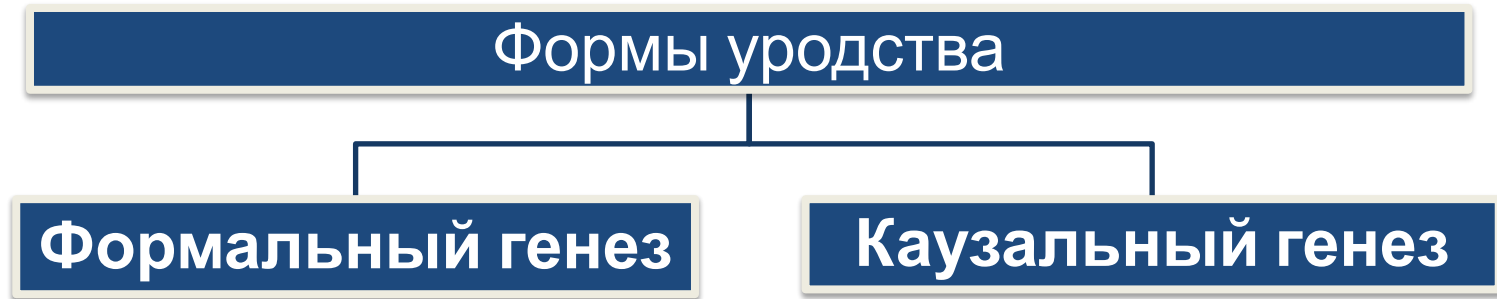 Формы уродства
Формальный генез
Каузальный генез